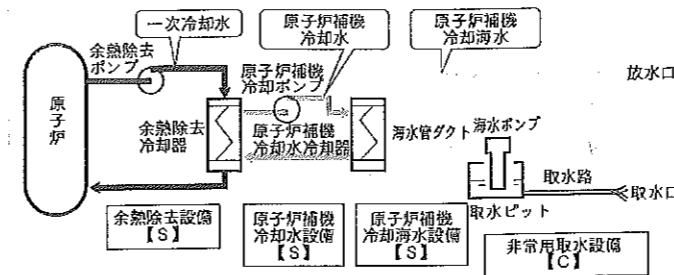 一次冷却水
原子炉補機
冷却水
原子炉補機
冷却海水
余熱除去
ポンプ
原子炉補機
冷却ポンプ
放水口
原子炉
余熱除去
冷却器
原子炉補機
冷却水冷却器
海水管ダクト
海水ポンプ
取水路
取水口
取水ピット
余熱除去設備
【S】
原子炉補機
冷却水設備
【S】
原子炉補機
冷却海水設備
【S】
非常用取水設備
【C】